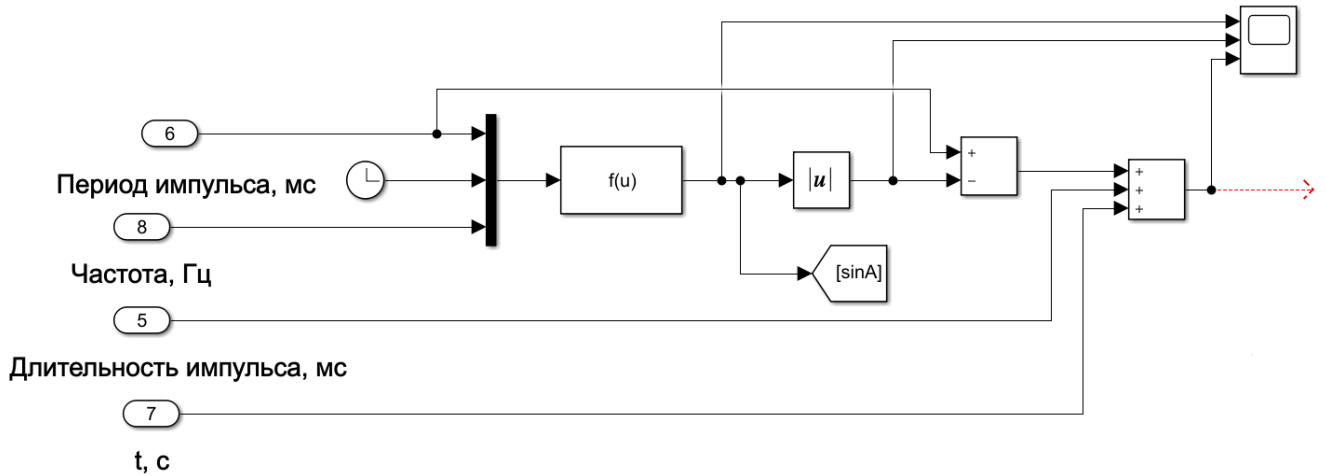 6
Период импульса, мс
8
Частота, Гц
5
Длительность импульса, мс
7
t, с
f(u)
|u|
[sinA]
+
−
+
+
+